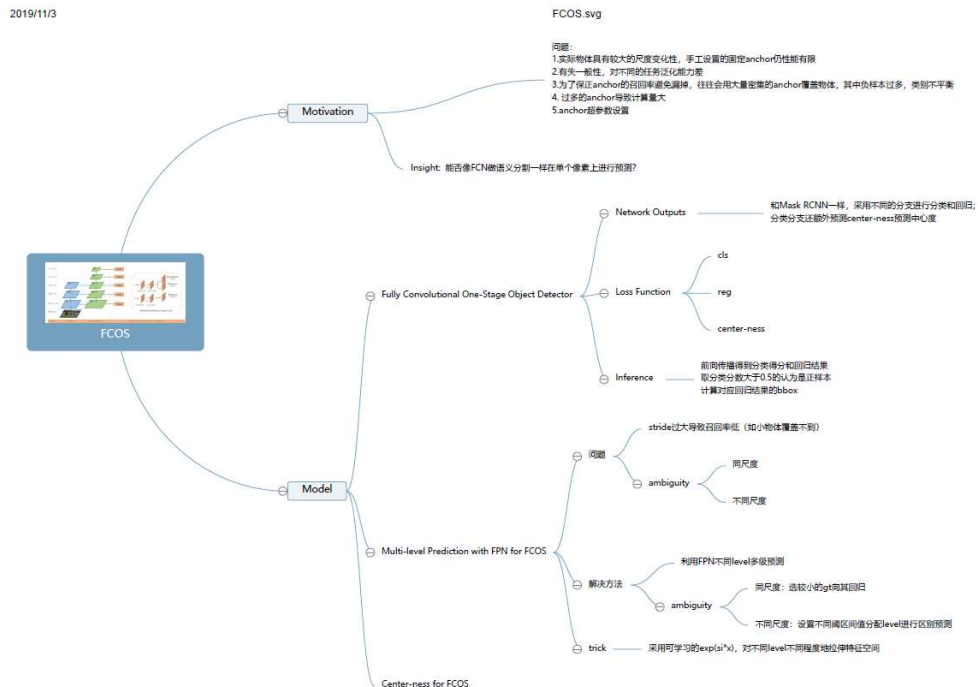 2019/11/3
FCOS.svg
问题：
1.实际物体具有较大的尺度变化性，手工设置的固定anchor仍性能有限
2.有失一般性，对不同的任务泛化能力差
3.为了保证anchor的召回率避免漏掉，往往会用大量密集的anchor覆盖物体，其中负样本过多，类别不平衡
4. 过多的anchor导致计算量大
5.anchor超参数设置
Motivation
Insight: 能否像FCN做语义分割一样在单个像素上进行预测？
Network Outputs
和Mask RCNN一样，采用不同的分支进行分类和回归；
分类分支还额外预测center-ness预测中心度
cls
Fully Convolutional One-Stage Object Detector
Loss Function
reg
center-ness
FCOS
Inference
前向传播得到分类得分和回归结果
取分类分数大于0.5的认为是正样本
计算对应回归结果的bbox
stride过大导致召回率低（如小物体覆盖不到）
问题
ambiguity
同尺度
不同尺度
Model
Multi-level Prediction with FPN for FCOS
利用FPN不同level多级预测
解决方法
ambiguity
同尺度：选较小的gt向其回归
不同尺度：设置不同阈区间值分配level进行区别预测
trick
采用可学习的exp(si*x)，对不同level不同程度地拉伸特征空间
Center-ness for FCOS